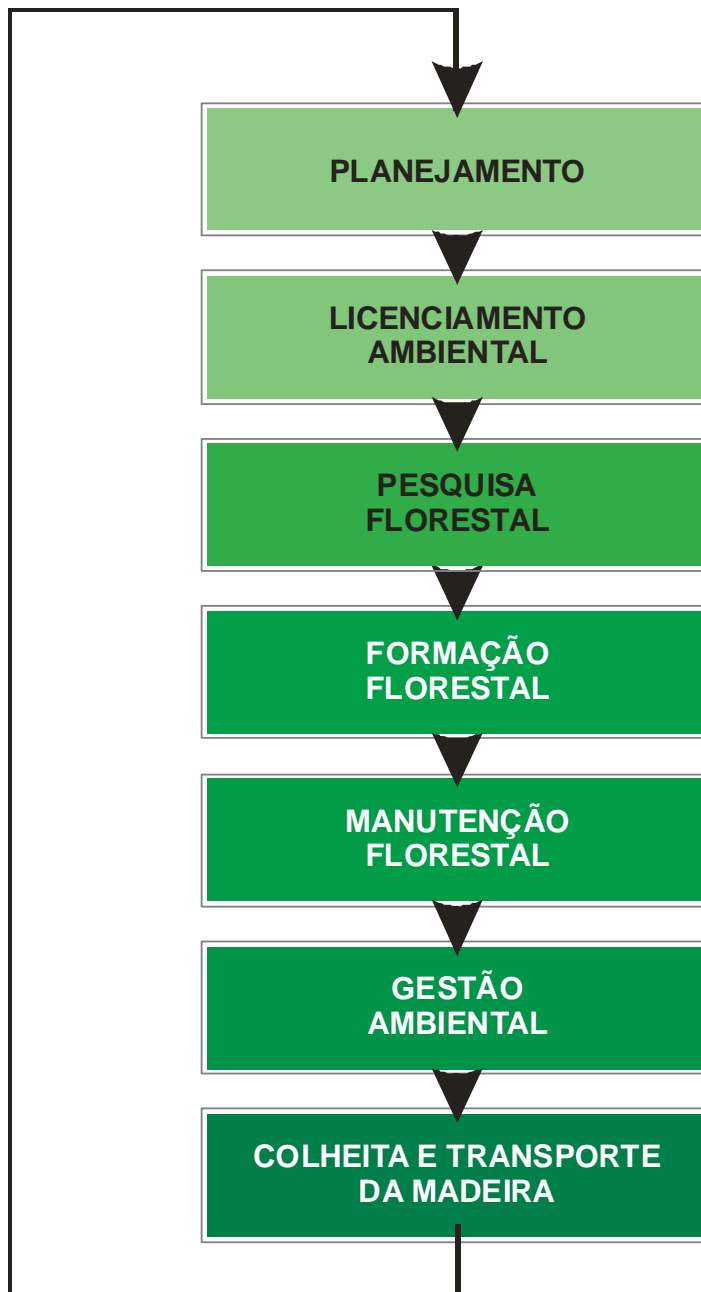 PLANEJAMENTO
LICENCIAMENTO
AMBIENTAL
PESQUISA
FLORESTAL
FORMAÇÃO
FLORESTAL
MANUTENÇÃO
FLORESTAL
GESTÃO
AMBIENTAL
COLHEITA E TRANSPORTE
DA MADEIRA